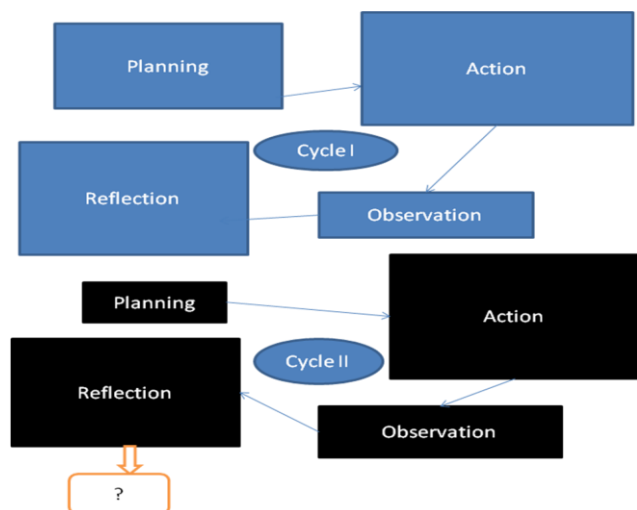 Planning
Action
Cycle I
Reflection
Observation
Planning
Action
Cycle II
Reflection
Observation
?